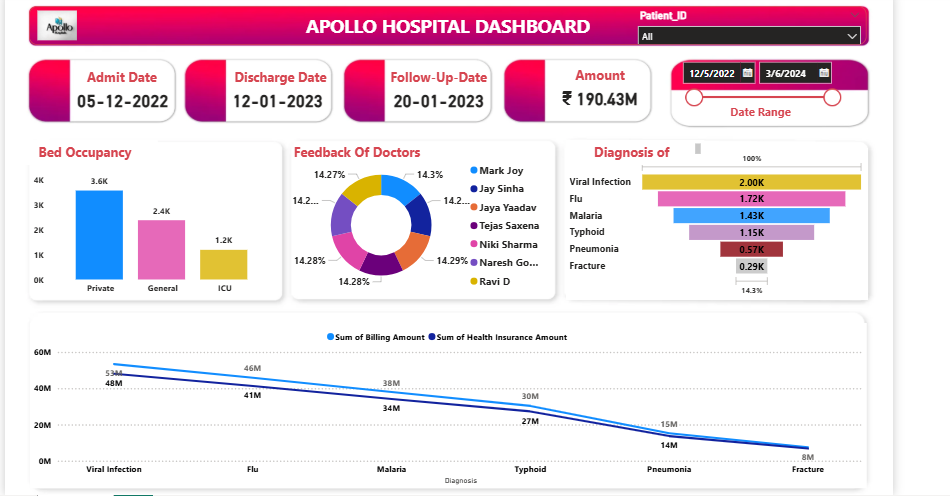 Apollo
APOLLO HOSPITAL DASHBOARD
Patient_ID
All
Admit Date
05-12-2022
Discharge Date
12-01-2023
Follow-Up-Date
20-01-2023
Amount
₹ 190.43M
12/5/2022
3/6/2024
Date Range
Bed Occupancy
4K
3K
2K
1K
0K
3.6K
2.4K
1.2K
Private
General
ICU
Feedback Of Doctors
14.27%
14.3%
14.2...
14.2...
14.28%
14.29%
14.28%
Mark Joy
Jay Sinha
Jaya Yaadav
Tejas Saxena
Niki Sharma
Naresh Go...
Ravi D
Diagnosis of
100%
Viral Infection 2.00K
Flu 1.72K
Malaria 1.43K
Typhoid 1.15K
Pneumonia 0.57K
Fracture 0.29K
14.3%
Sum of Billing Amount Sum of Health Insurance Amount
60M
40M
20M
0M
53M
48M
46M
41M
38M
34M
30M
27M
15M
14M
8M
Viral Infection
Flu
Malaria
Typhoid
Pneumonia
Fracture
Diagnosis